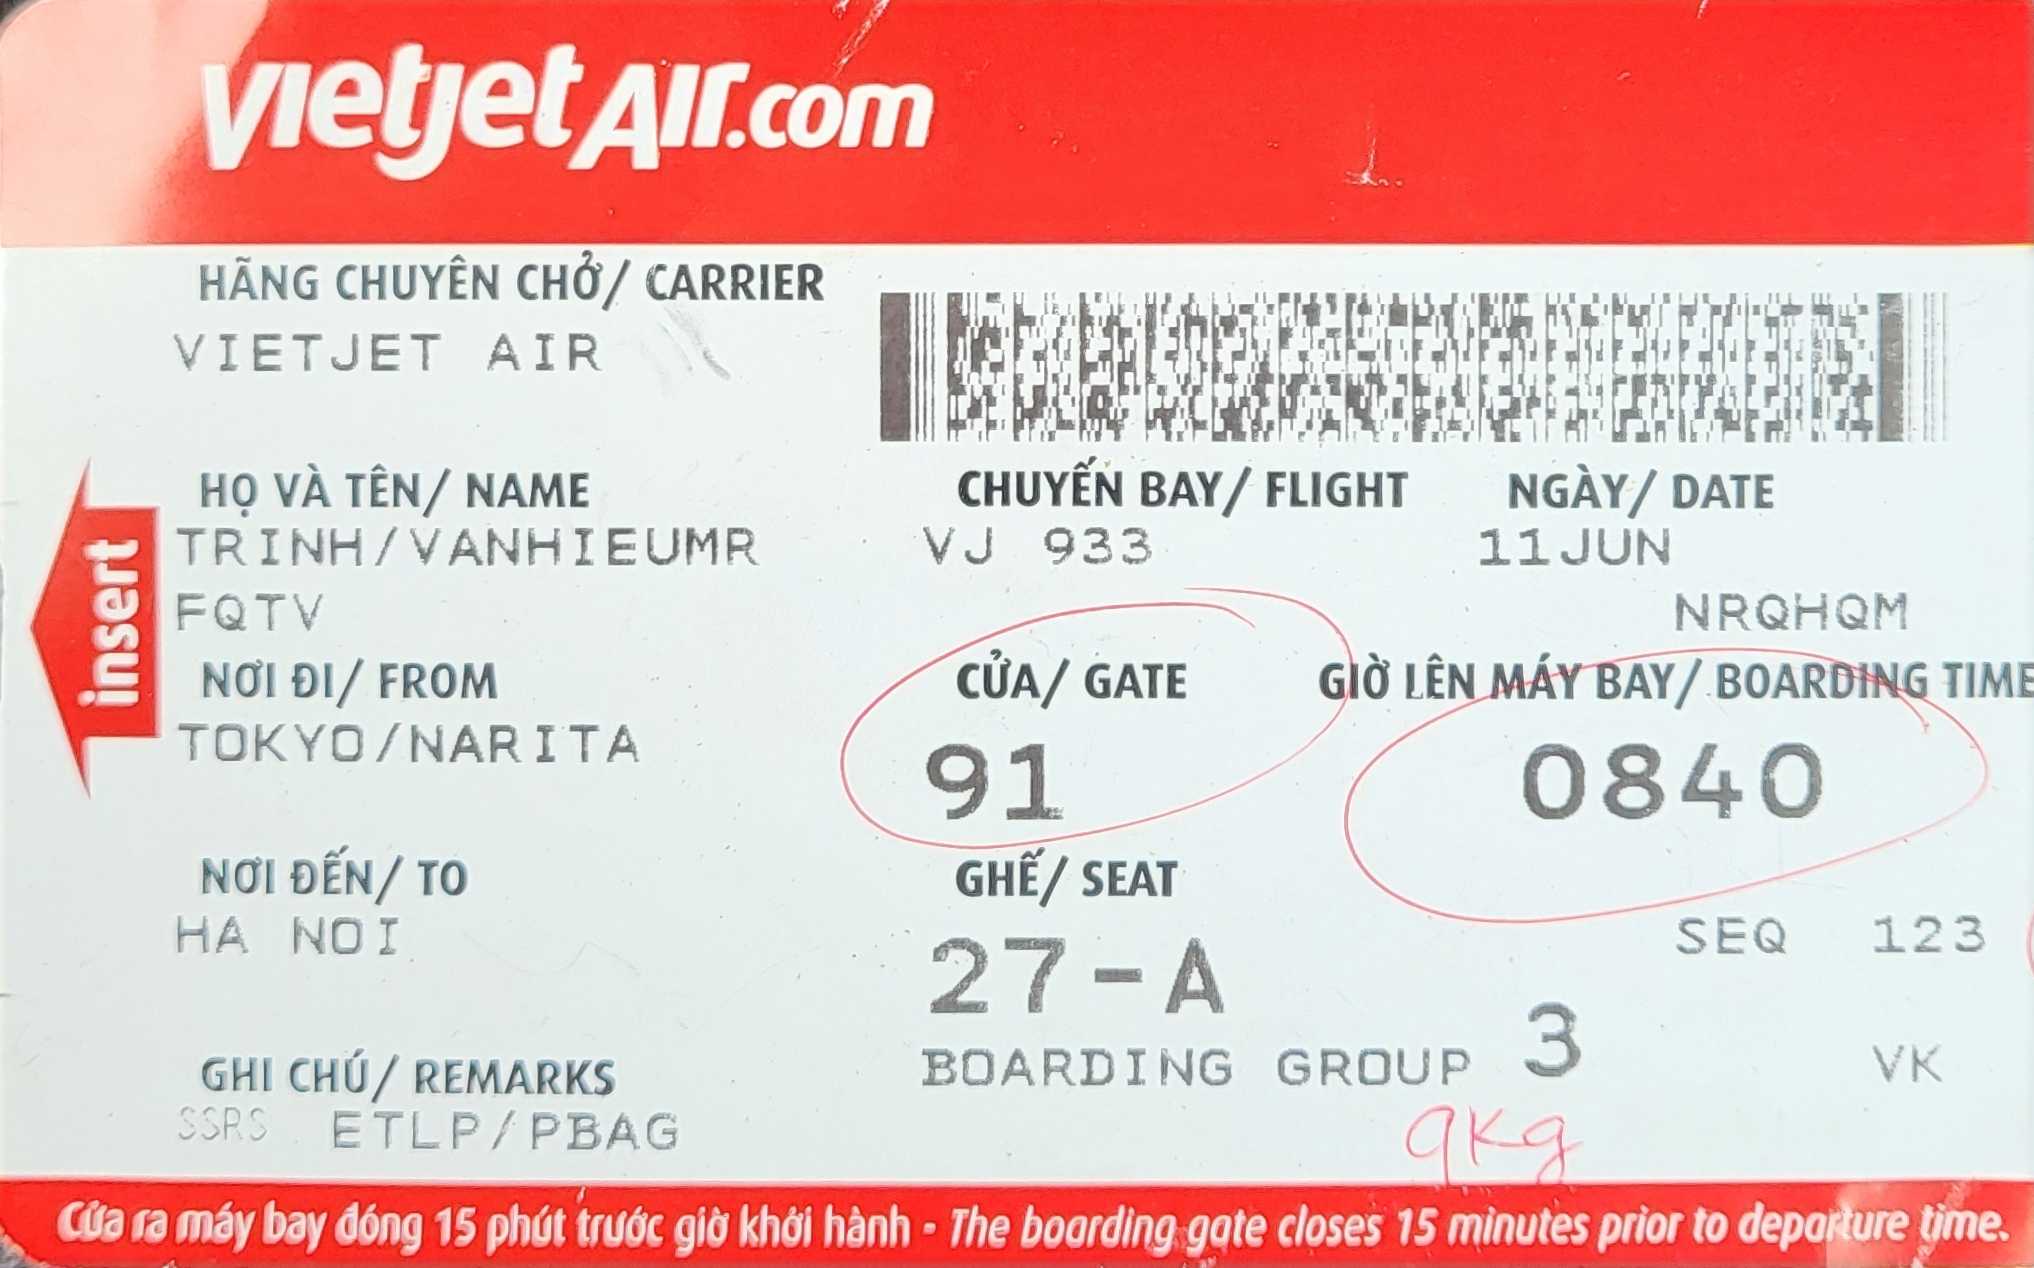 vietjetAir.com
HÃNG CHUYÊN CHỞ/ CARRIER
VIETJET AIR
HỌ VÀ TÊN/ NAME
CHUYẾN BAY/ FLIGHT
NGÀY/ DATE
TRINH/VANHIEUMR
VJ 933
11JUN
FQTV
NRQHQM
insert
NƠI ĐI/ FROM
CỬA/ GATE
GIỜ LÊN MÁY BAY/ BOARDING TIME
TOKYO/NARITA
91
0840
NƠI ĐẾN/ TO
GHẾ/ SEAT
HA NOI
27-A
SEQ 123
BOARDING GROUP 3
VK
GHI CHÚ/ REMARKS
SSRS ETLP/PBAG
9kg
Cửa ra máy bay đóng 15 phút trước giờ khởi hành - The boarding gate closes 15 minutes prior to departure time.